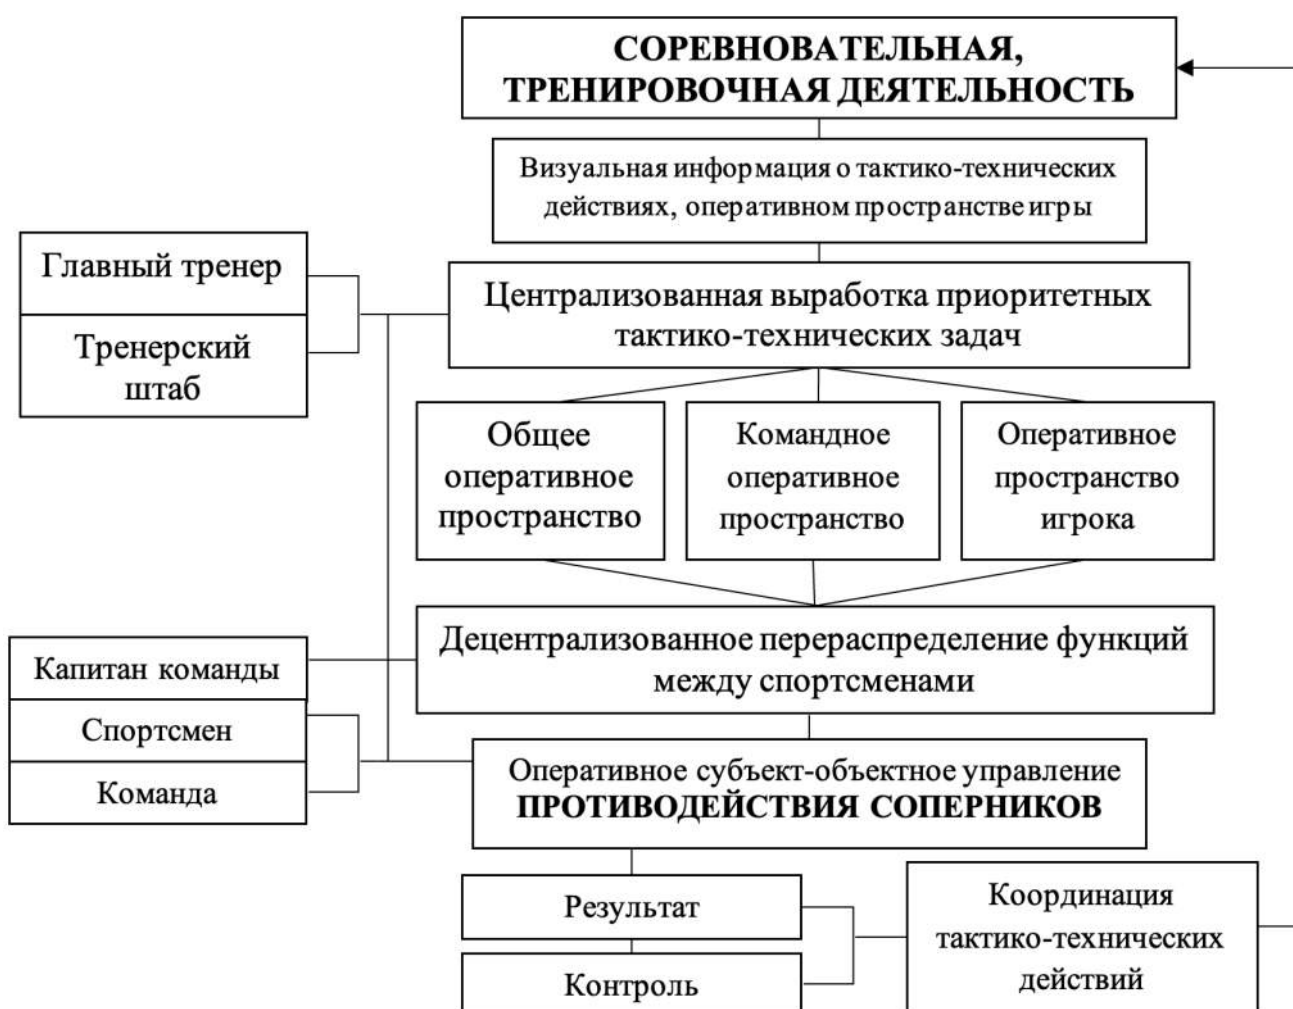 СОРЕВНОВАТЕЛЬНАЯ,
ТРЕНИРОВОЧНАЯ ДЕЯТЕЛЬНОСТЬ
Визуальная информация о тактико-технических
действиях, оперативном пространстве игры
Главный тренер
Тренерский
штаб
Централизованная выработка приоритетных
тактико-технических задач
Общее
оперативное
пространство
Командное
оперативное
пространство
Оперативное
пространство
игрока
Децентрализованное перераспределение функций
между спортсменами
Капитан команды
Спортсмен
Команда
Оперативное субъект-объектное управление
ПРОТИВОДЕЙСТВИЯ СОПЕРНИКОВ
Результат
Контроль
Координация
тактико-технических
действий